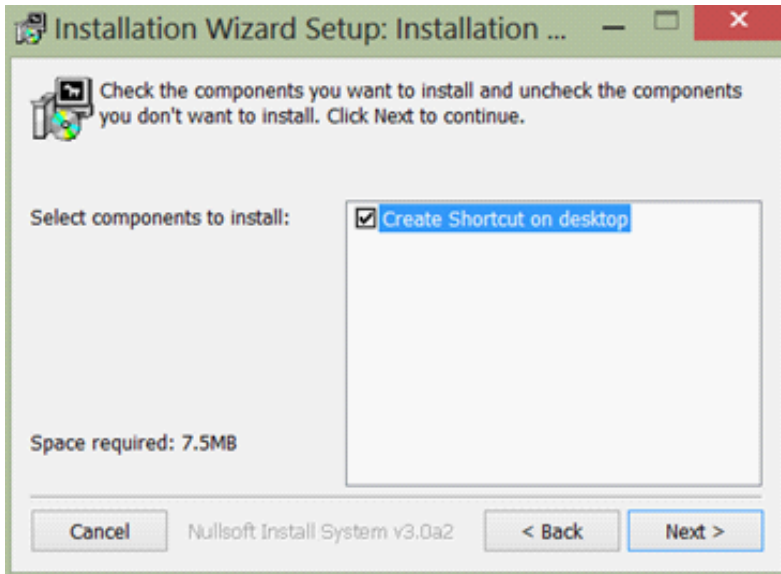 Installation Wizard Setup: Installation ...
Check the components you want to install and uncheck the components
you don't want to install. Click Next to continue.
Select components to install:
Create Shortcut on desktop
Space required: 7.5MB
Cancel
Nullsoft Install System v3.0a2
< Back
Next >